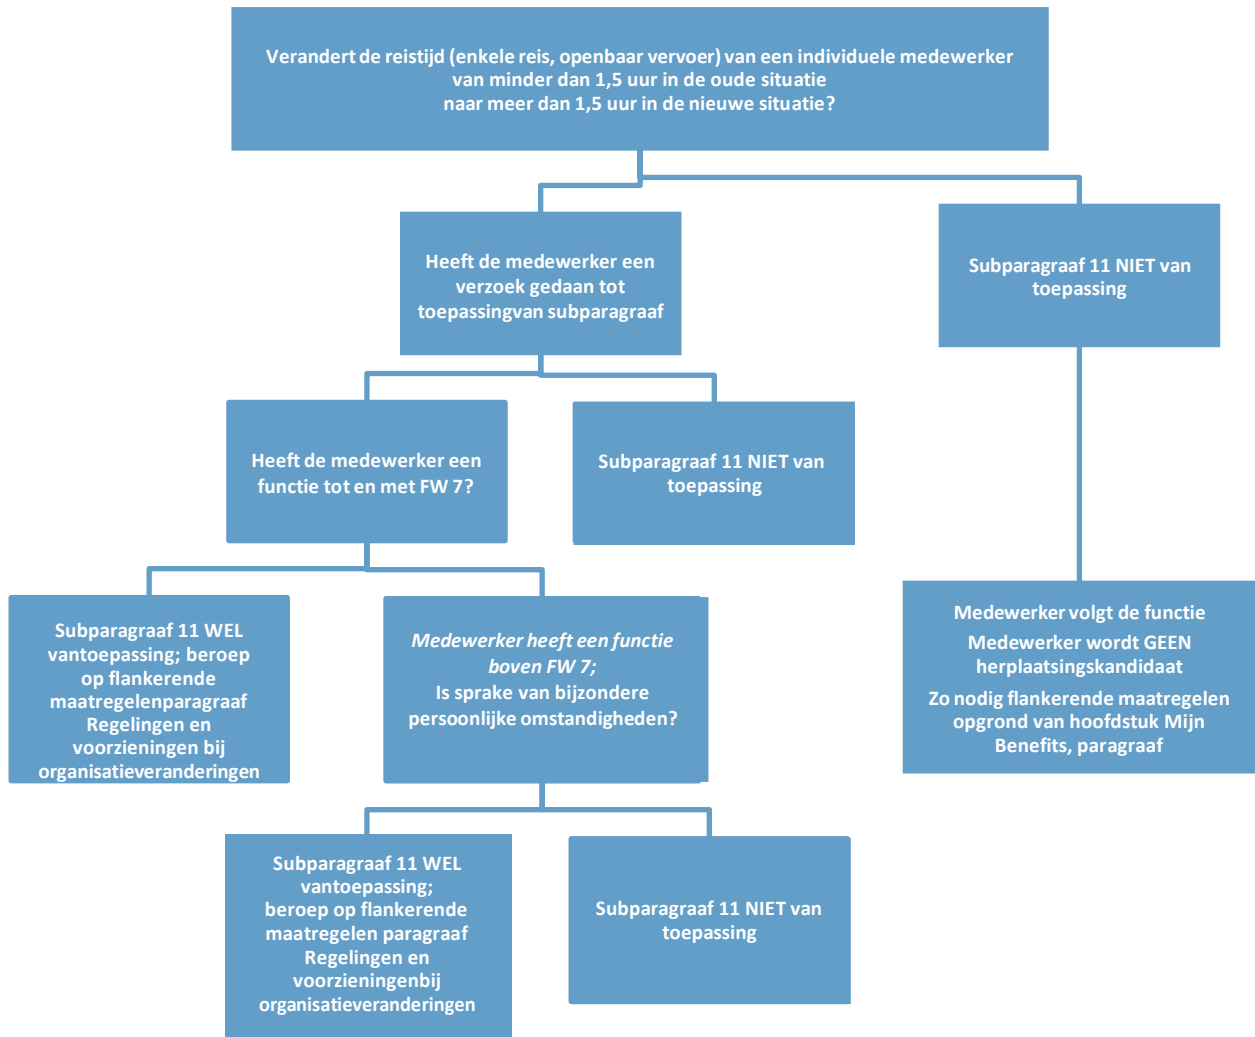 Verandert de reistijd (enkele reis, openbaar vervoer) van een individuele medewerker
van minder dan 1,5 uur in de oude situatie
naar meer dan 1,5 uur in de nieuwe situatie?
Heeft de medewerker een
verzoek gedaan tot
toepassingvan subparagraaf
Subparagraaf 11 NIET van
toepassing
Heeft de medewerker een
functie tot en met FW 7?
Subparagraaf 11 NIET van
toepassing
Subparagraaf 11 WEL
vantoepassing; beroep
op flankerende
maatregelenparagraaf
Regelingen en
voorzieningen bij
organisatieveranderingen
Medewerker heeft een functie
boven FW 7;
Is sprake van bijzondere
persoonlijke omstandigheden?
Medewerker volgt de functie
Medewerker wordt GEEN
herplaatsingskandidaat
Zo nodig flankerende maatregelen
opgrond van hoofdstuk Mijn
Benefits, paragraaf
Subparagraaf 11 WEL
vantoepassing;
beroep op flankerende
maatregelen paragraaf
Regelingen en
voorzieningenbij
organisatieveranderingen
Subparagraaf 11 NIET van
toepassing